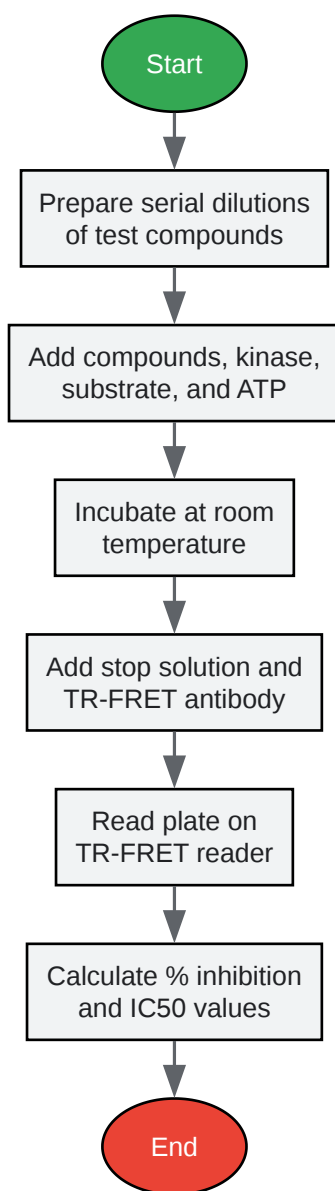 Start
Prepare serial dilutions
of test compounds
Add compounds, kinase,
substrate, and ATP
Incubate at room
temperature
Add stop solution and
TR-FRET antibody
Read plate on
TR-FRET reader
Calculate % inhibition
and IC50 values
End